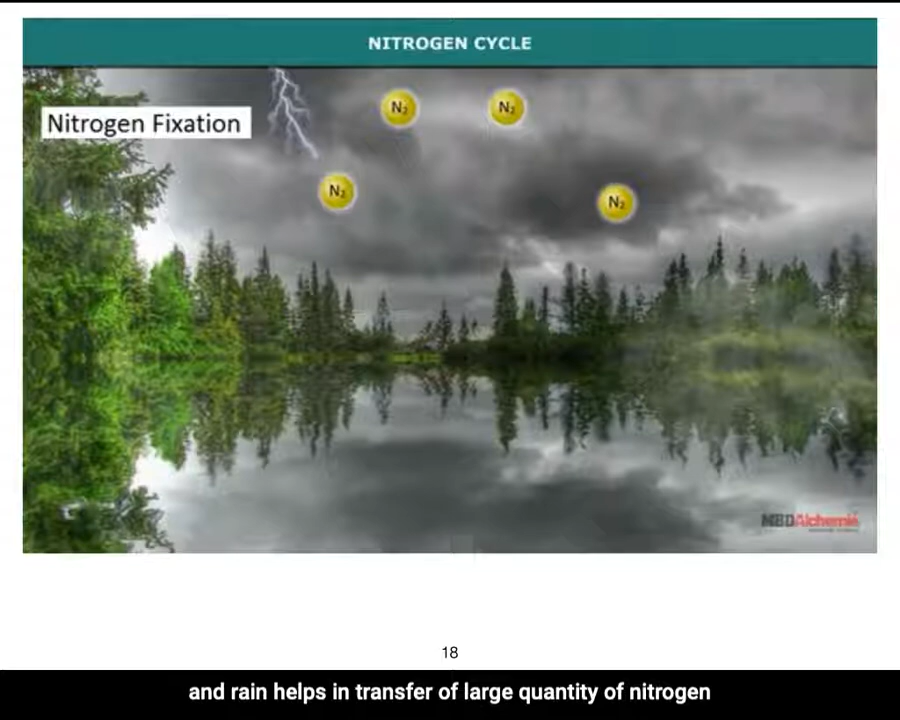 NITROGEN CYCLE
Nitrogen Fixation
N₂
N₂
N₂
N₂
MBDAlchemie
18
and rain helps in transfer of large quantity of nitrogen